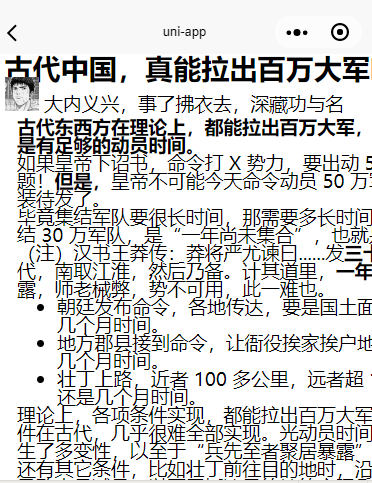 uni-app
古代中国，真能拉出百万大军
大内义兴，事了拂衣去，深藏功与名
古代东西方在理论上，都能拉出百万大军，
是有足够的动员时间。
如果皇帝下诏书，命令打 X 势力，要出动 5
题！但是，皇帝不可能今天命令动员 50 万
装待发了。
毕竟集结军队要很长时间，那需要多长时间
结 30 万军队，是“一年尚未集合”，也就
（注）汉书王莽传：莽将严尤谏曰……发三十
代，南取江淮，然后乃备。计其道里，一年
露，师老械弊，势不可用，此一难也。
朝廷发布命令，各地传达，要是国土面
几个月时间。
地方郡县接到命令，让衙役挨家挨户地
几个月时间。
壮丁上路，近者 100 多公里，远者超
还是几个月时间。
理论上，各项条件实现，都能拉出百万大军
件在古代，几乎很难全部实现。光动员时间
生了多变性，以至于“兵先至者聚居暴露”
还有其它条件，比如壮丁前往目的地时，沿